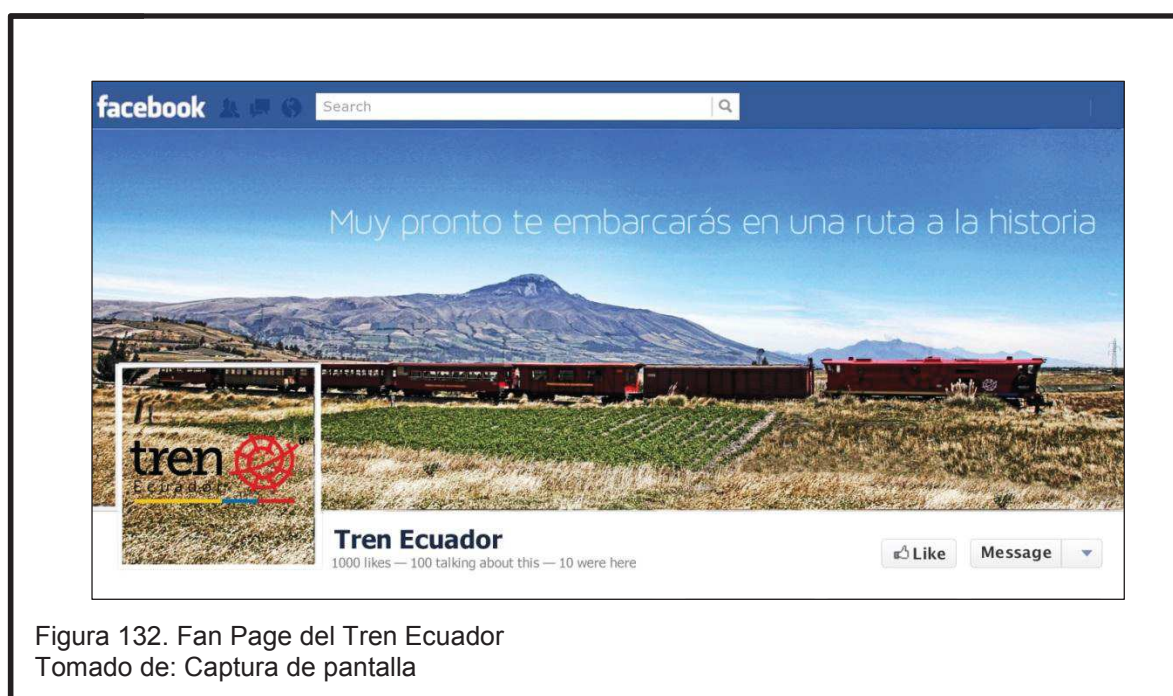 facebook
Search
Muy pronto te embarcarás en una ruta a la historia
tren
Ecuador
Tren Ecuador
1000 likes — 100 talking about this — 10 were here
Like
Message
Figura 132. Fan Page del Tren Ecuador
Tomado de: Captura de pantalla